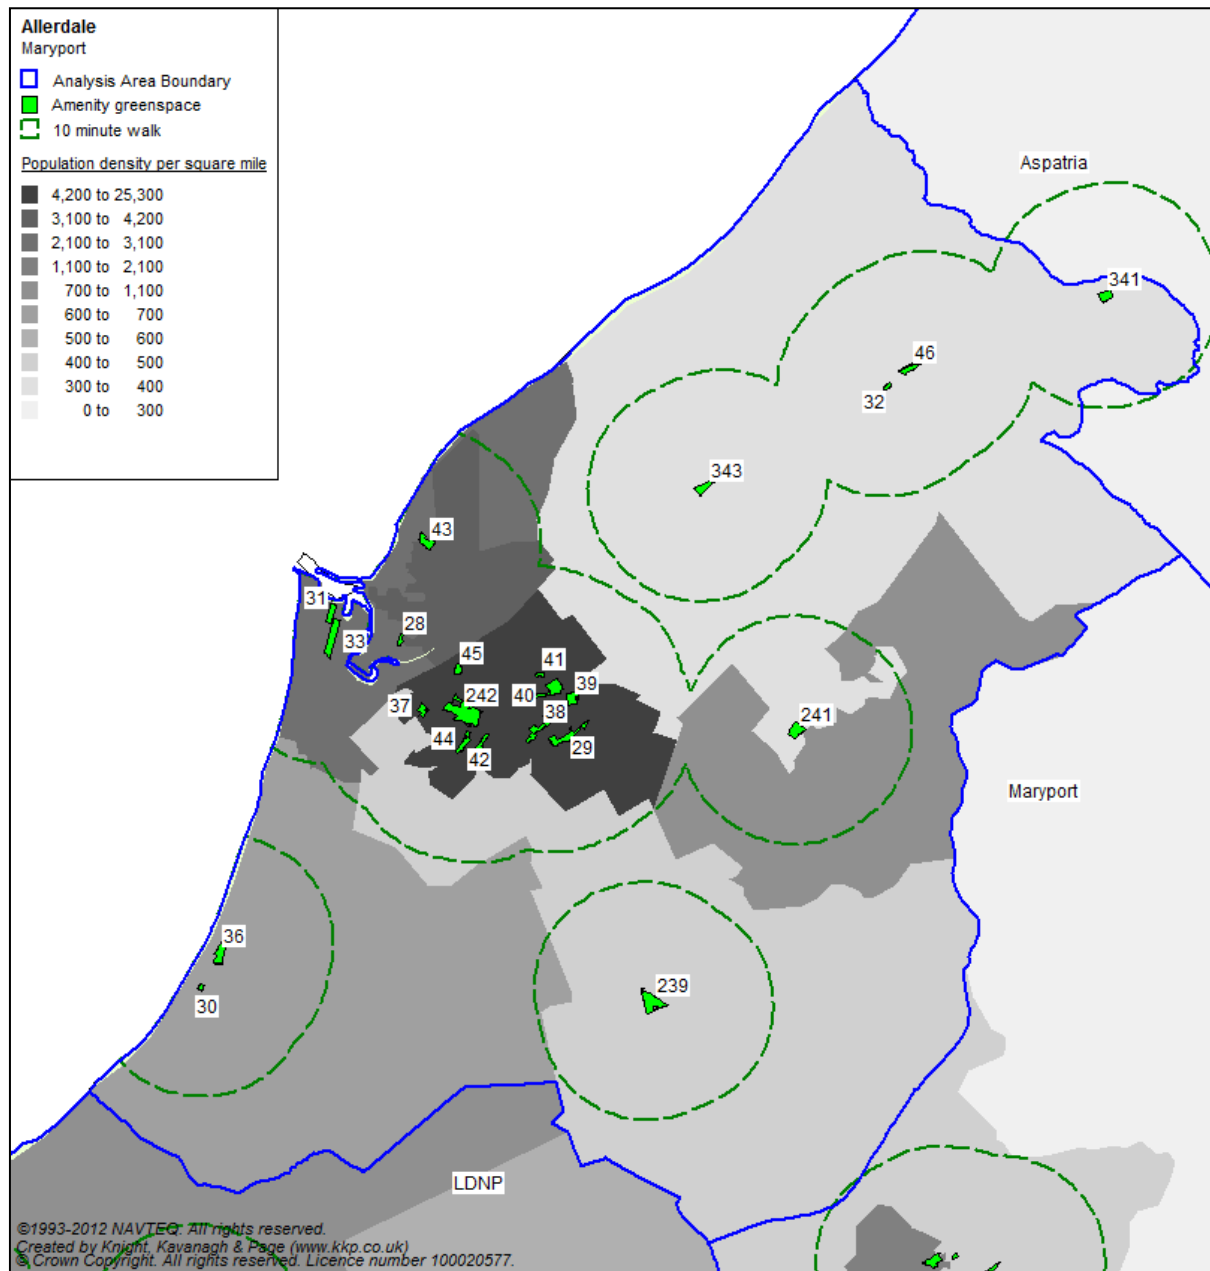 Allerdale
Maryport
Analysis Area Boundary
Amenity greenspace
10 minute walk
Population density per square mile
4,200 to 25,300
3,100 to 4,200
2,100 to 3,100
1,100 to 2,100
700 to 1,100
600 to 700
500 to 600
400 to 500
300 to 400
0 to 300
Aspatria
341
46
32
343
43
31
28
33
45
41
39
40
242
37
38
241
44
29
42
Maryport
36
239
30
LDNP
©1993-2012 NAVTEQ. All rights reserved.
Created by Knight, Kavanagh & Page (www.kkp.co.uk)
© Crown Copyright. All rights reserved. Licence number 100020577.